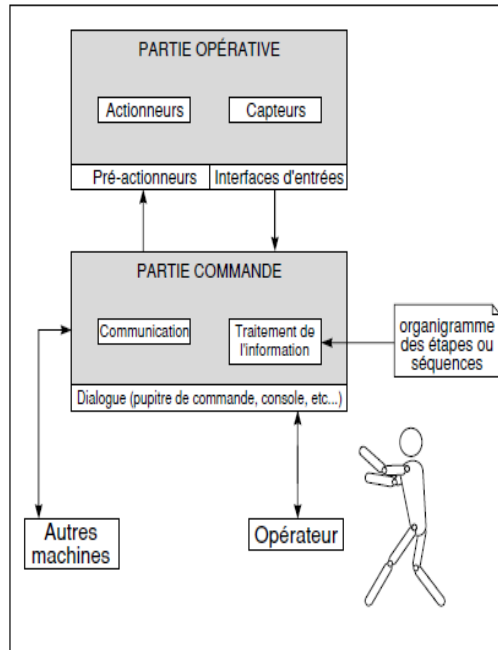 PARTIE OPÉRATIVE
Actionneurs
Capteurs
Pré-actionneurs
Interfaces d'entrées
PARTIE COMMANDE
Communication
Traitement de
l'information
organigramme
des étapes ou
séquences
Dialogue (pupitre de commande, console, etc...)
Autres
machines
Opérateur